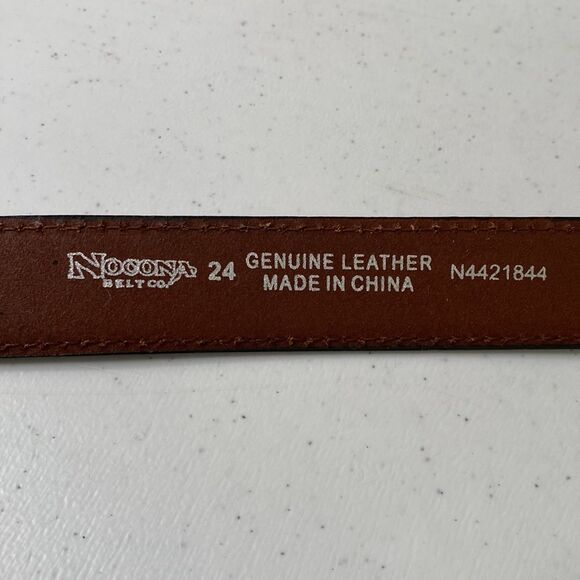 NOCONA 24 GENUINE LEATHER N4421844
BELT CO. MADE IN CHINA